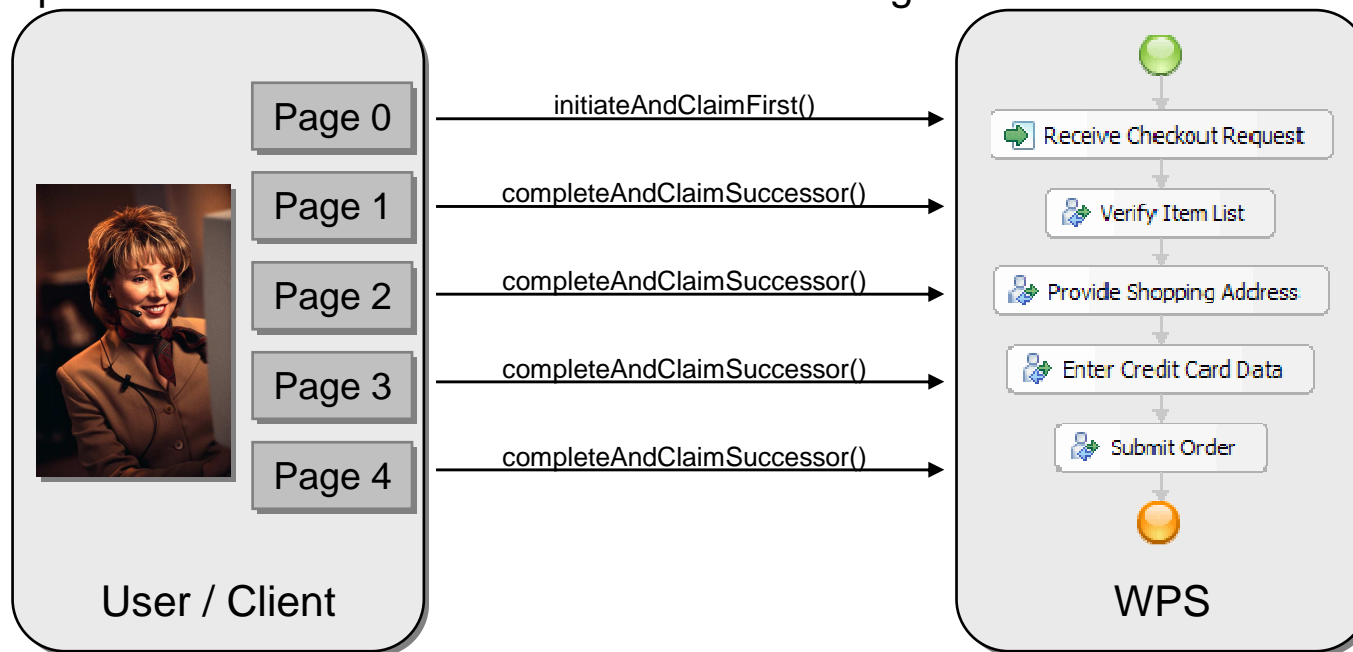 Page 0
initiateAndClaimFirst()
Receive Checkout Request
Page 1
completeAndClaimSuccessor()
Verify Item List
Page 2
completeAndClaimSuccessor()
Provide Shopping Address
Page 3
completeAndClaimSuccessor()
Enter Credit Card Data
Page 4
completeAndClaimSuccessor()
Submit Order
User / Client
WPS